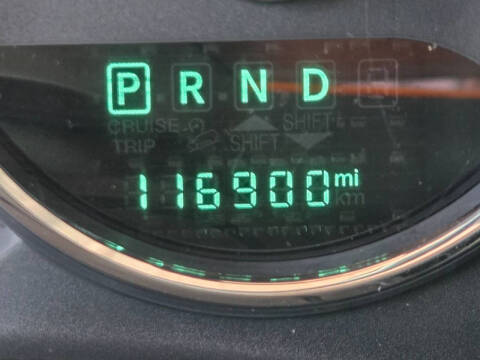 P R N D B
CRUISE SHIFT
TRIP SHIFT
116900 mi
km